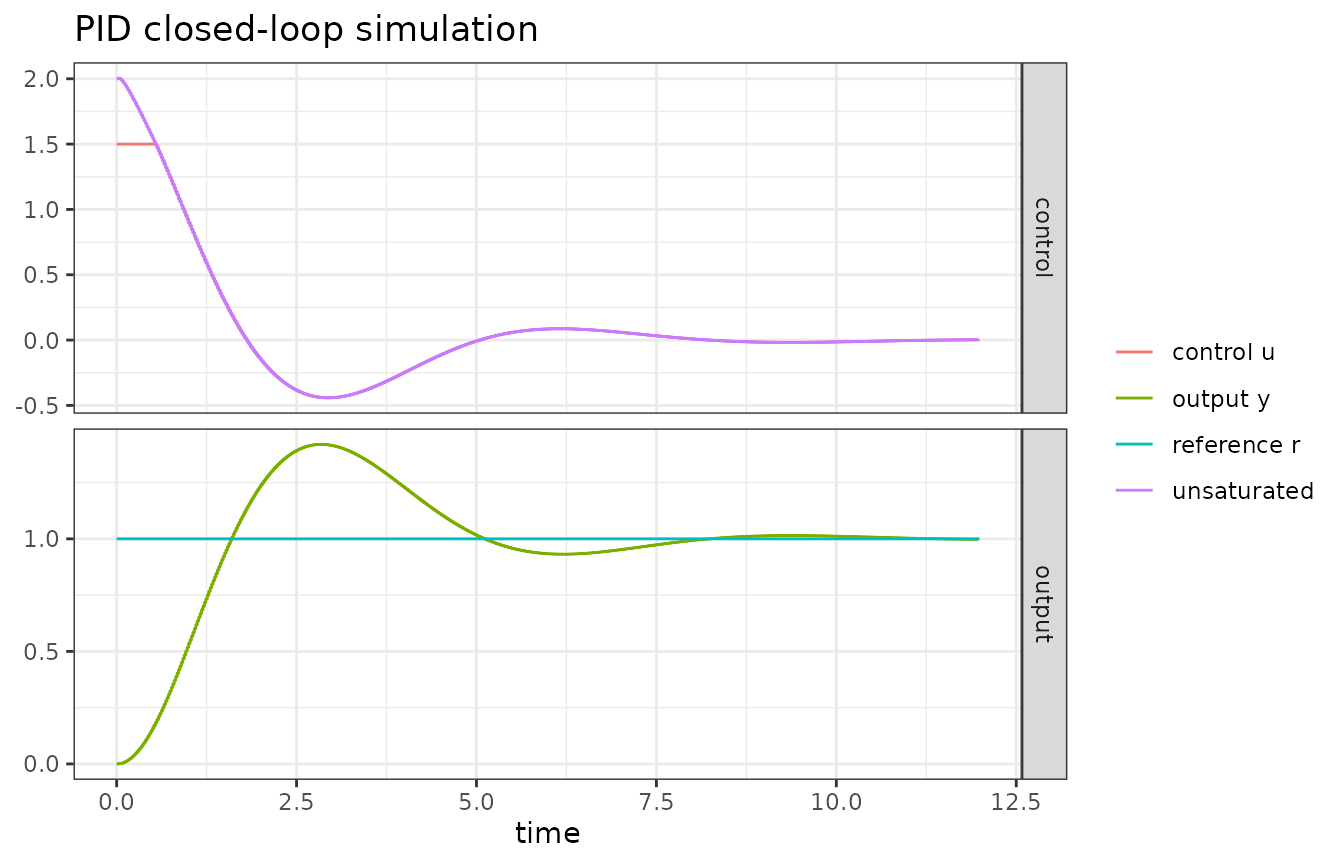 PID closed-loop simulation
2.0
1.5
1.0
0.5
0.0
-0.5
control
1.0
0.5
0.0
output
0.0 2.5 5.0 7.5 10.0 12.5
time
control u
output y
reference r
unsaturated